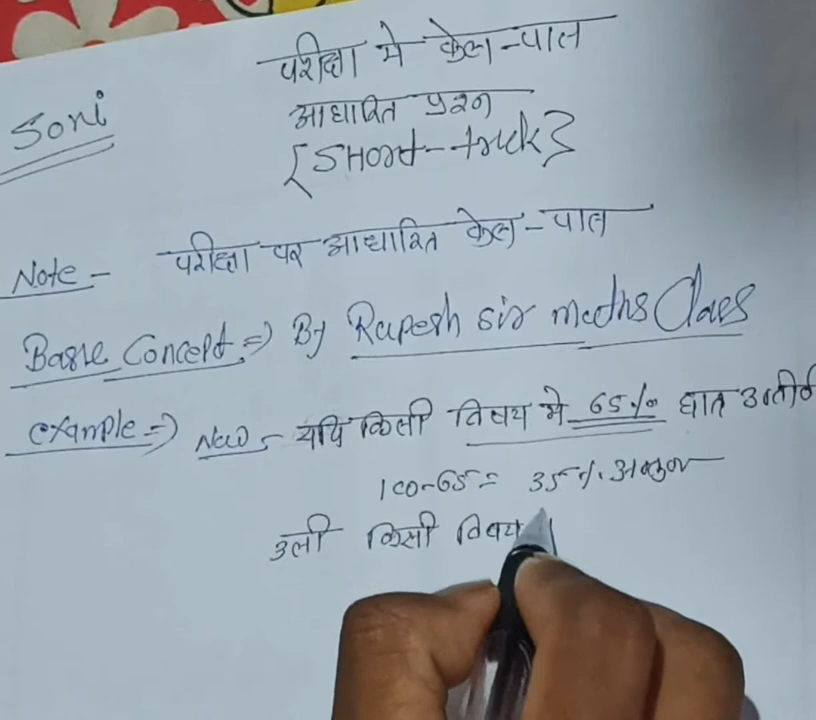 परीक्षा मे फेल-पास
Soni
आधारित प्रश्न
[SHort-trick}
Note - परीक्षा पर आधारित फेल-पास
Basic Concept => By Rupesh sir maths Class
example => New - यदि किसी विषय मे 65% छात्र उत्तीर्ण
100-65 = 35%
उसी किसी विषय